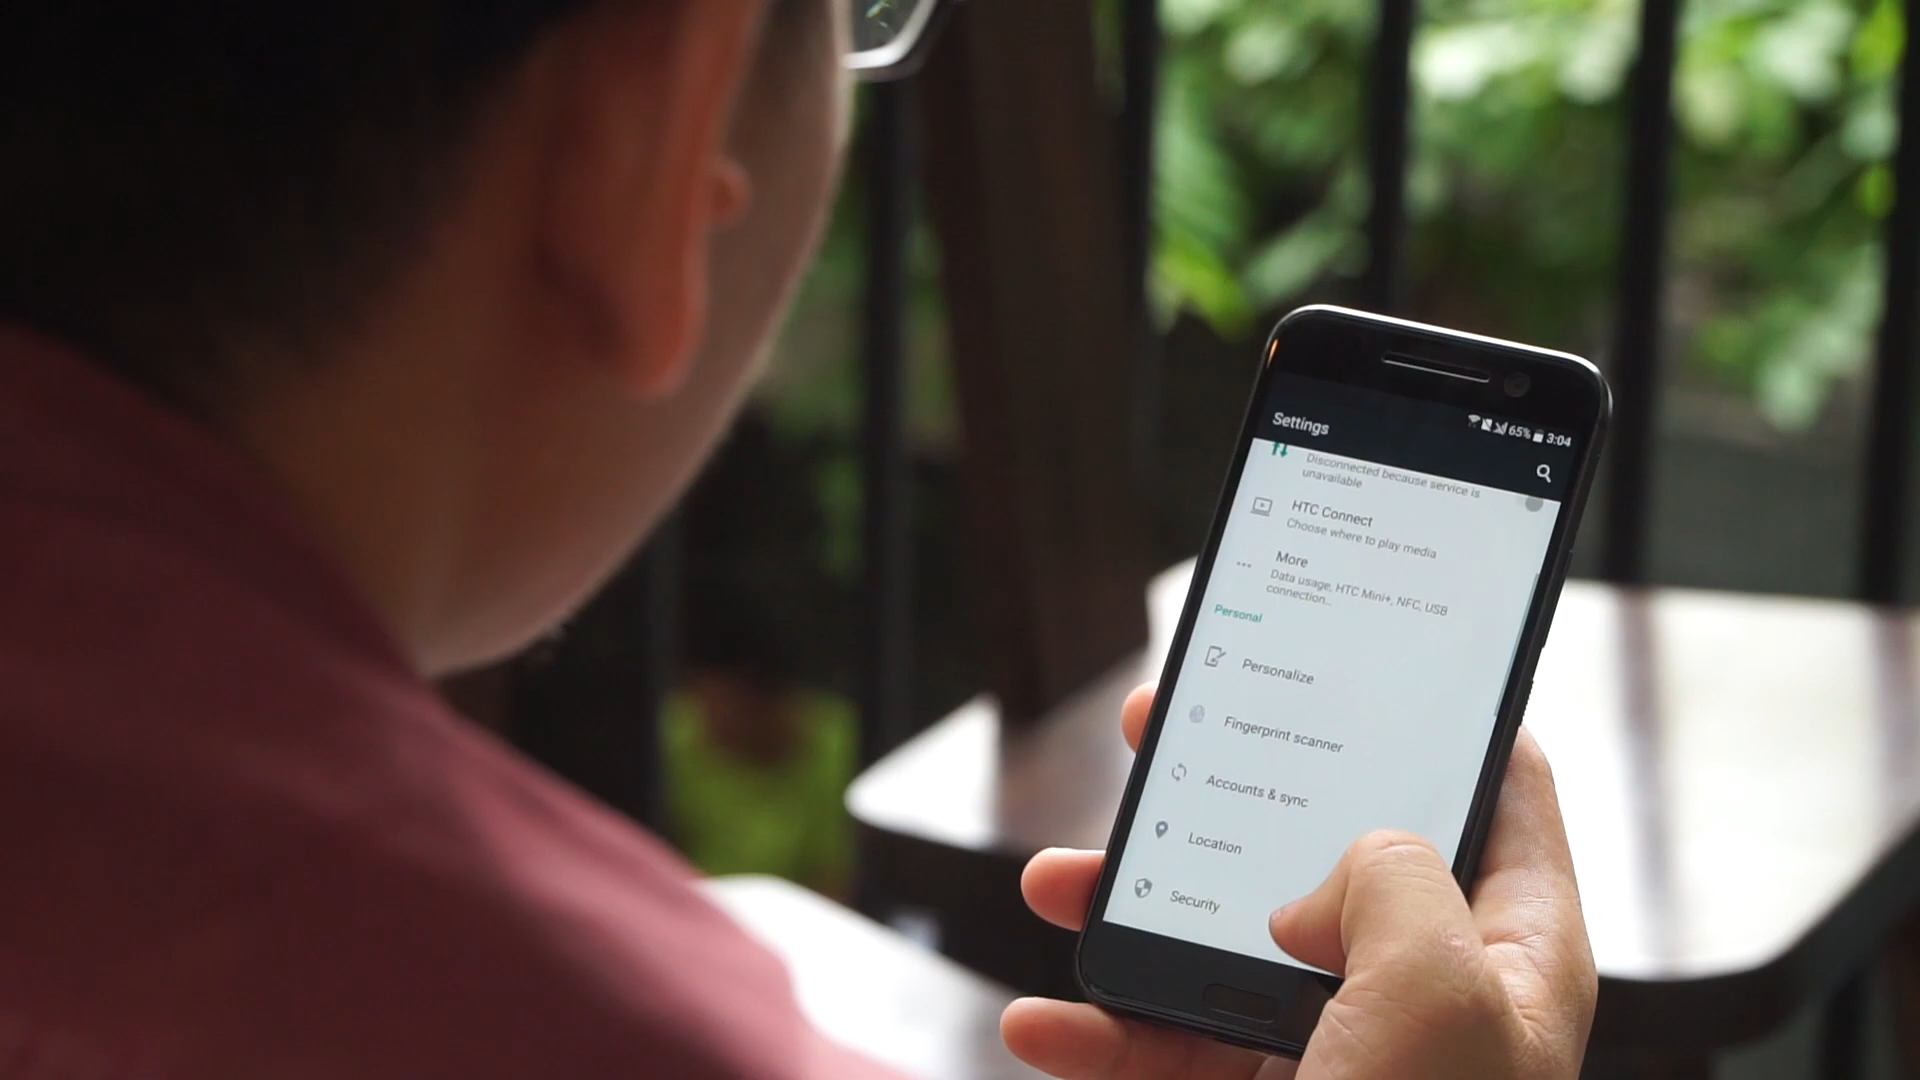 Settings
65% 3:04
Disconnected because service is
unavailable
HTC Connect
Choose where to play media
More
Data usage, HTC Mini+, NFC, USB
connection...
Personal
Personalize
Fingerprint scanner
Accounts & sync
Location
Security